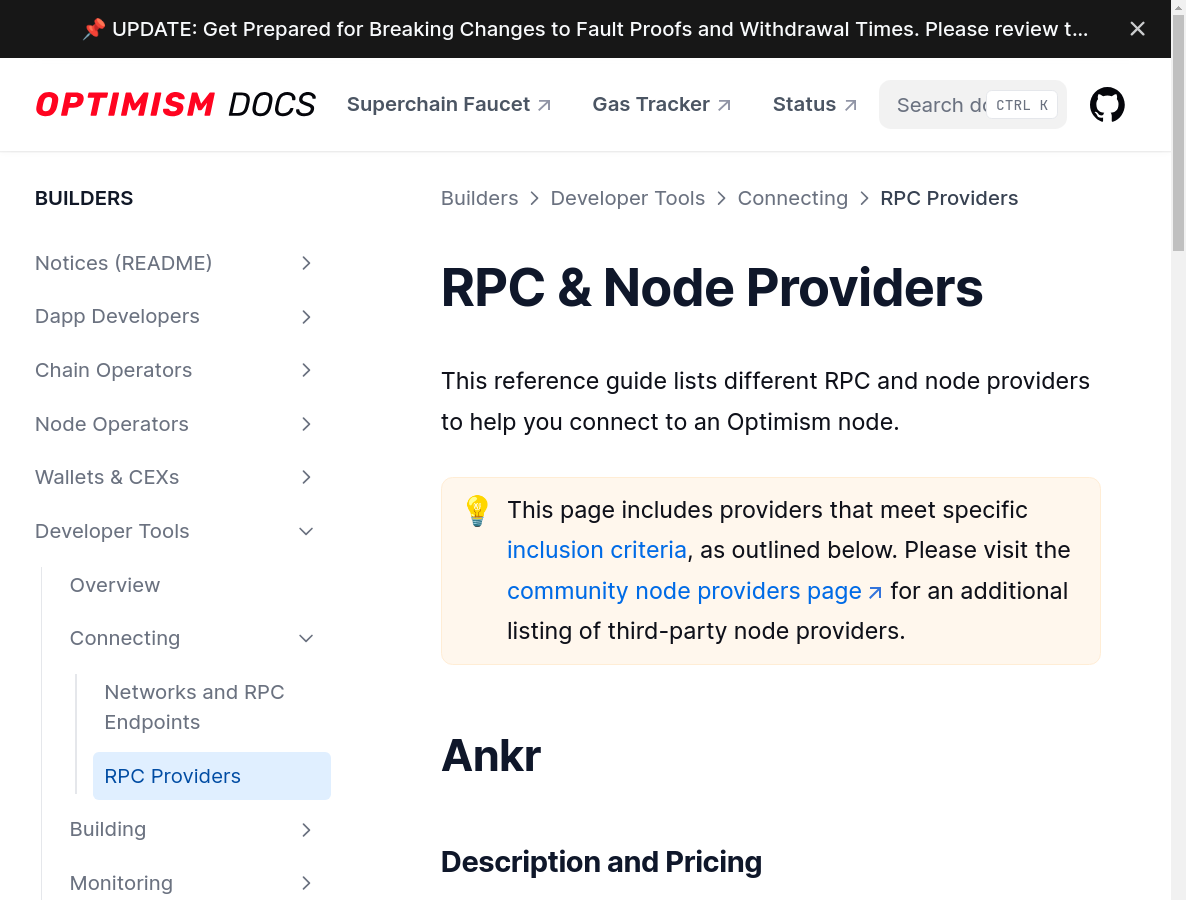 📌 UPDATE: Get Prepared for Breaking Changes to Fault Proofs and Withdrawal Times. Please review t...
OPTIMISM DOCS
Superchain Faucet
Gas Tracker
Status
Search do
CTRL K
BUILDERS
Notices (README)
Dapp Developers
Chain Operators
Node Operators
Wallets & CEXs
Developer Tools
Overview
Connecting
Networks and RPC
Endpoints
RPC Providers
Building
Monitoring
Builders > Developer Tools > Connecting > RPC Providers
RPC & Node Providers
This reference guide lists different RPC and node providers
to help you connect to an Optimism node.
💡 This page includes providers that meet specific
inclusion criteria, as outlined below. Please visit the
community node providers page ↗ for an additional
listing of third-party node providers.
Ankr
Description and Pricing